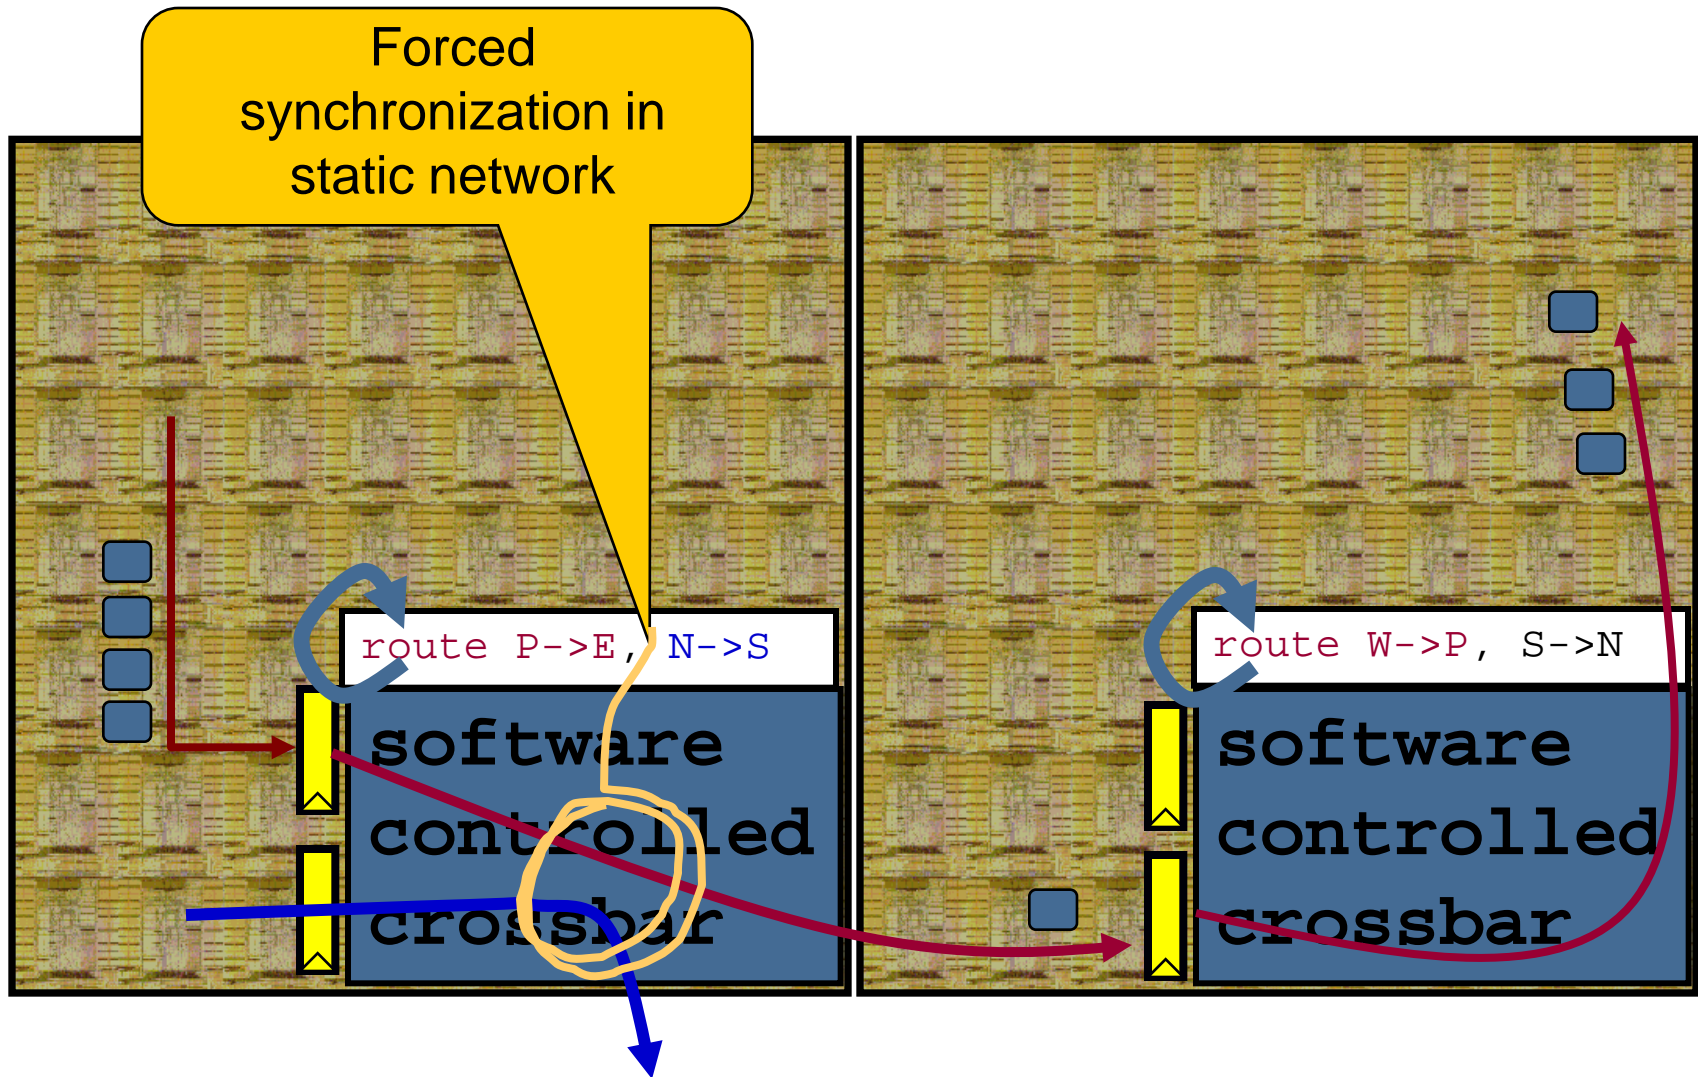 Forced
synchronization in
static network
route P->E, N->S
software
controlled
crossbar
route W->P, S->N
software
controlled
crossbar